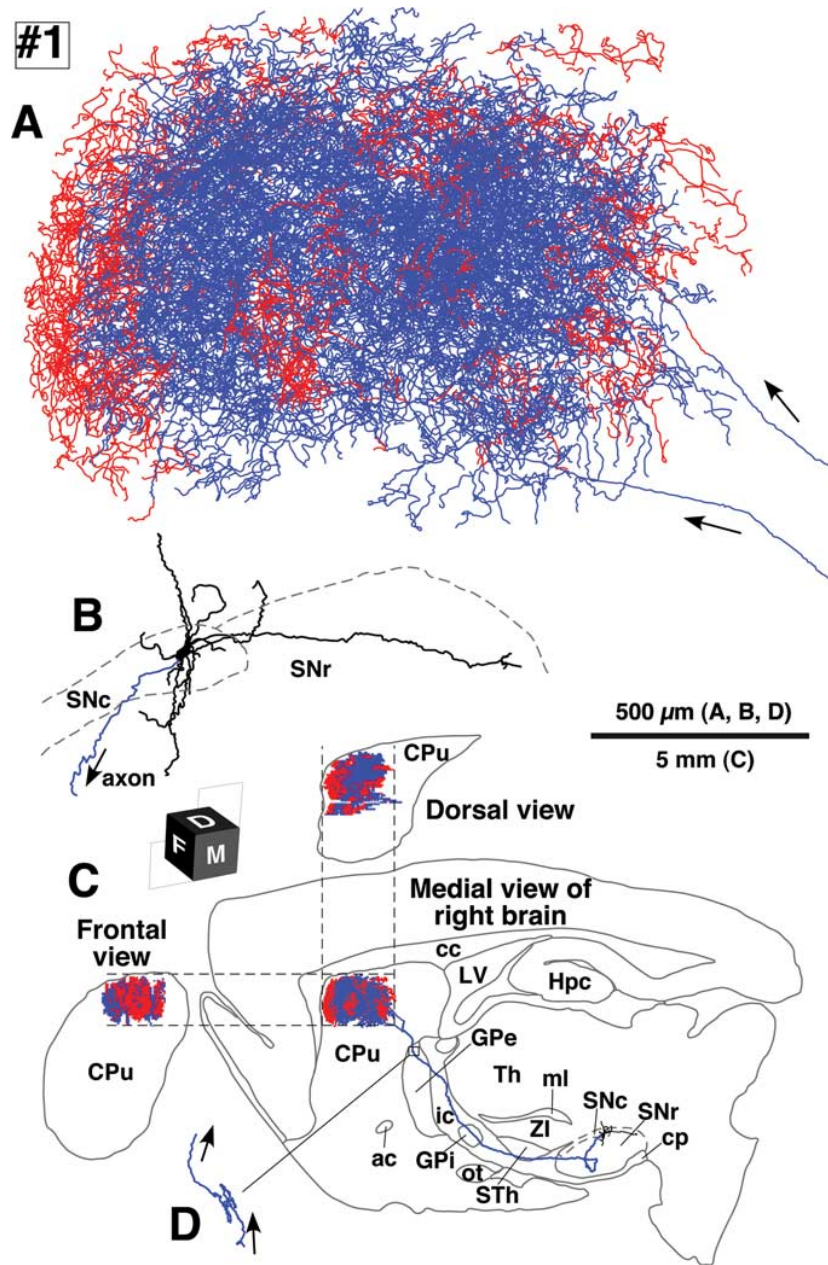 #1
A
B
SNr
SNc
axon
500 µm (A, B, D)
5 mm (C)
CPu
Dorsal view
D
F
M
C
Medial view of
right brain
Frontal
view
cc
LV
Hpc
CPu
CPu
GPe
Th
ml
SNc
SNr
ZI
ic
cp
ac
GPi
ot
STh
D